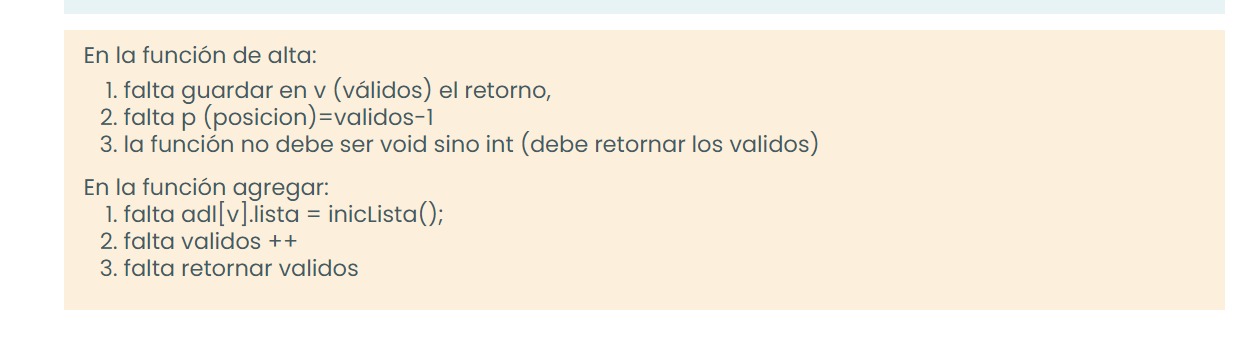 En la función de alta:
1. falta guardar en v (válidos) el retorno,
2. falta p (posicion)=validos-1
3. la función no debe ser void sino int (debe retornar los validos)
En la función agregar:
1. falta adl[v].lista = inicLista();
2. falta validos ++
3. falta retornar validos